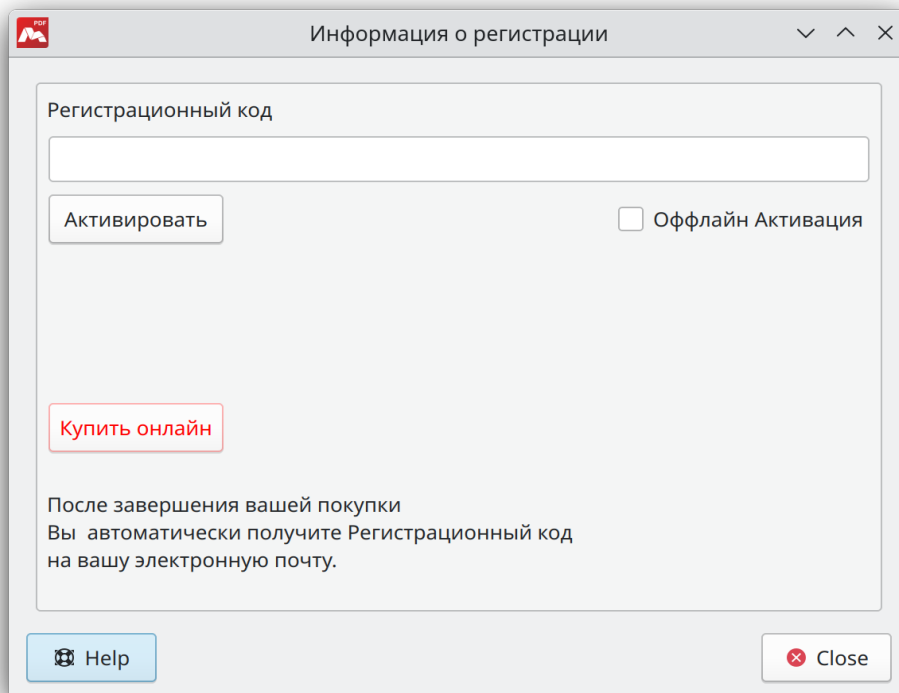 PDF
Информация о регистрации
Регистрационный код
Активировать
Оффлайн Активация
Купить онлайн
После завершения вашей покупки
Вы  автоматически получите Регистрационный код
на вашу электронную почту.
Help
Close